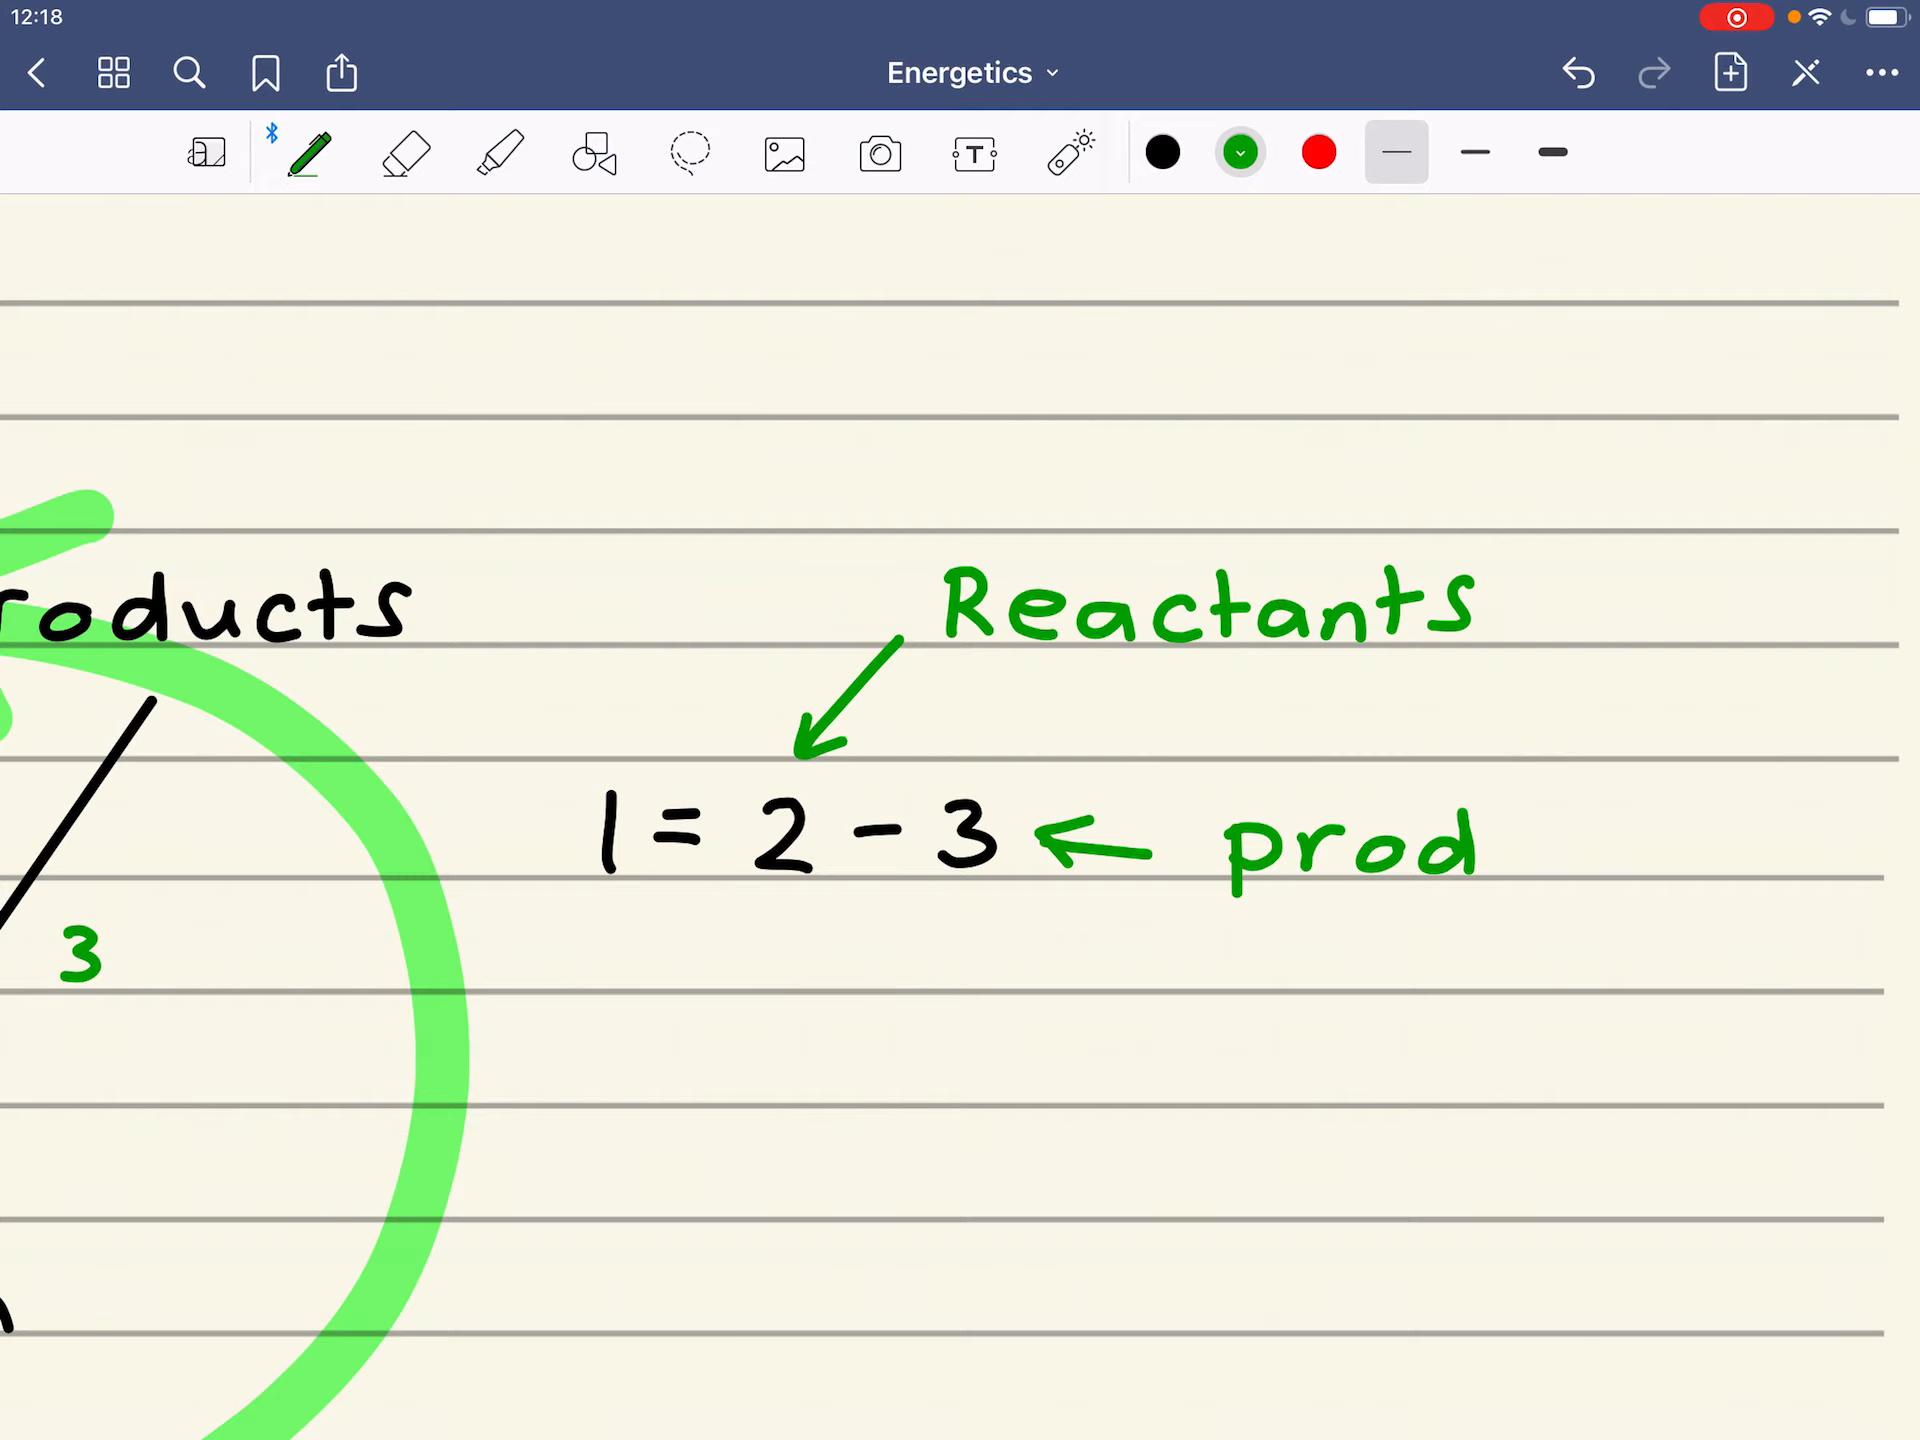 12:18
Energetics
roducts
Reactants
1 = 2 - 3 ← prod
3